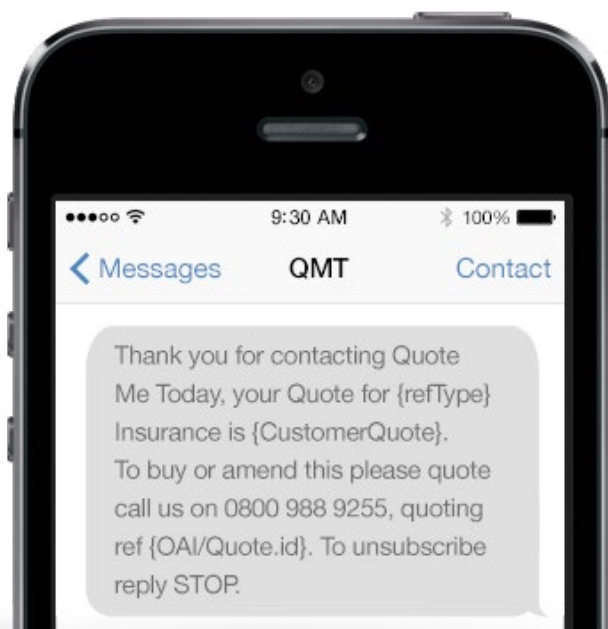 9:30 AM
100%
Messages
QMT
Contact
Thank you for contacting Quote
Me Today, your Quote for {refType}
Insurance is {CustomerQuote}.
To buy or amend this please quote
call us on 0800 988 9255, quoting
ref {OAI/Quote.id}. To unsubscribe
reply STOP.